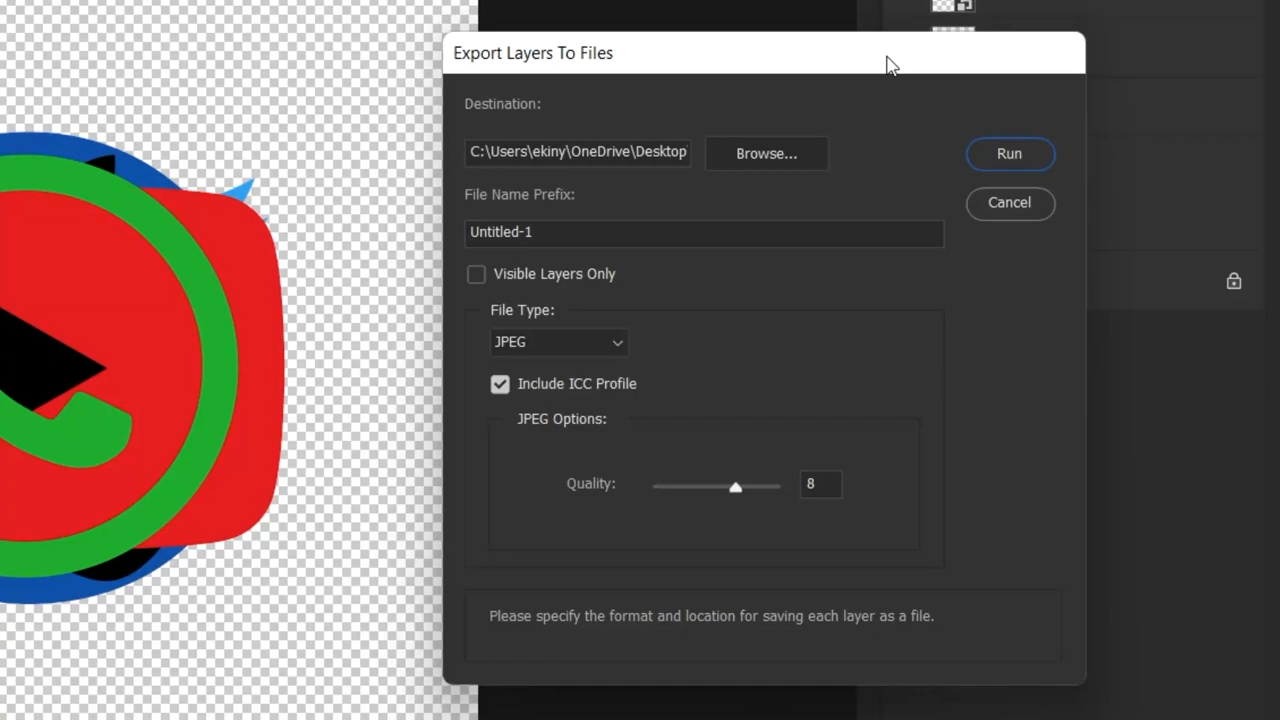 Export Layers To Files
Destination:
C:\Users\ekiny\OneDrive\Desktop
Browse...
Run
File Name Prefix:
Cancel
Untitled-1
Visible Layers Only
File Type:
JPEG
Include ICC Profile
JPEG Options:
Quality:
8
Please specify the format and location for saving each layer as a file.